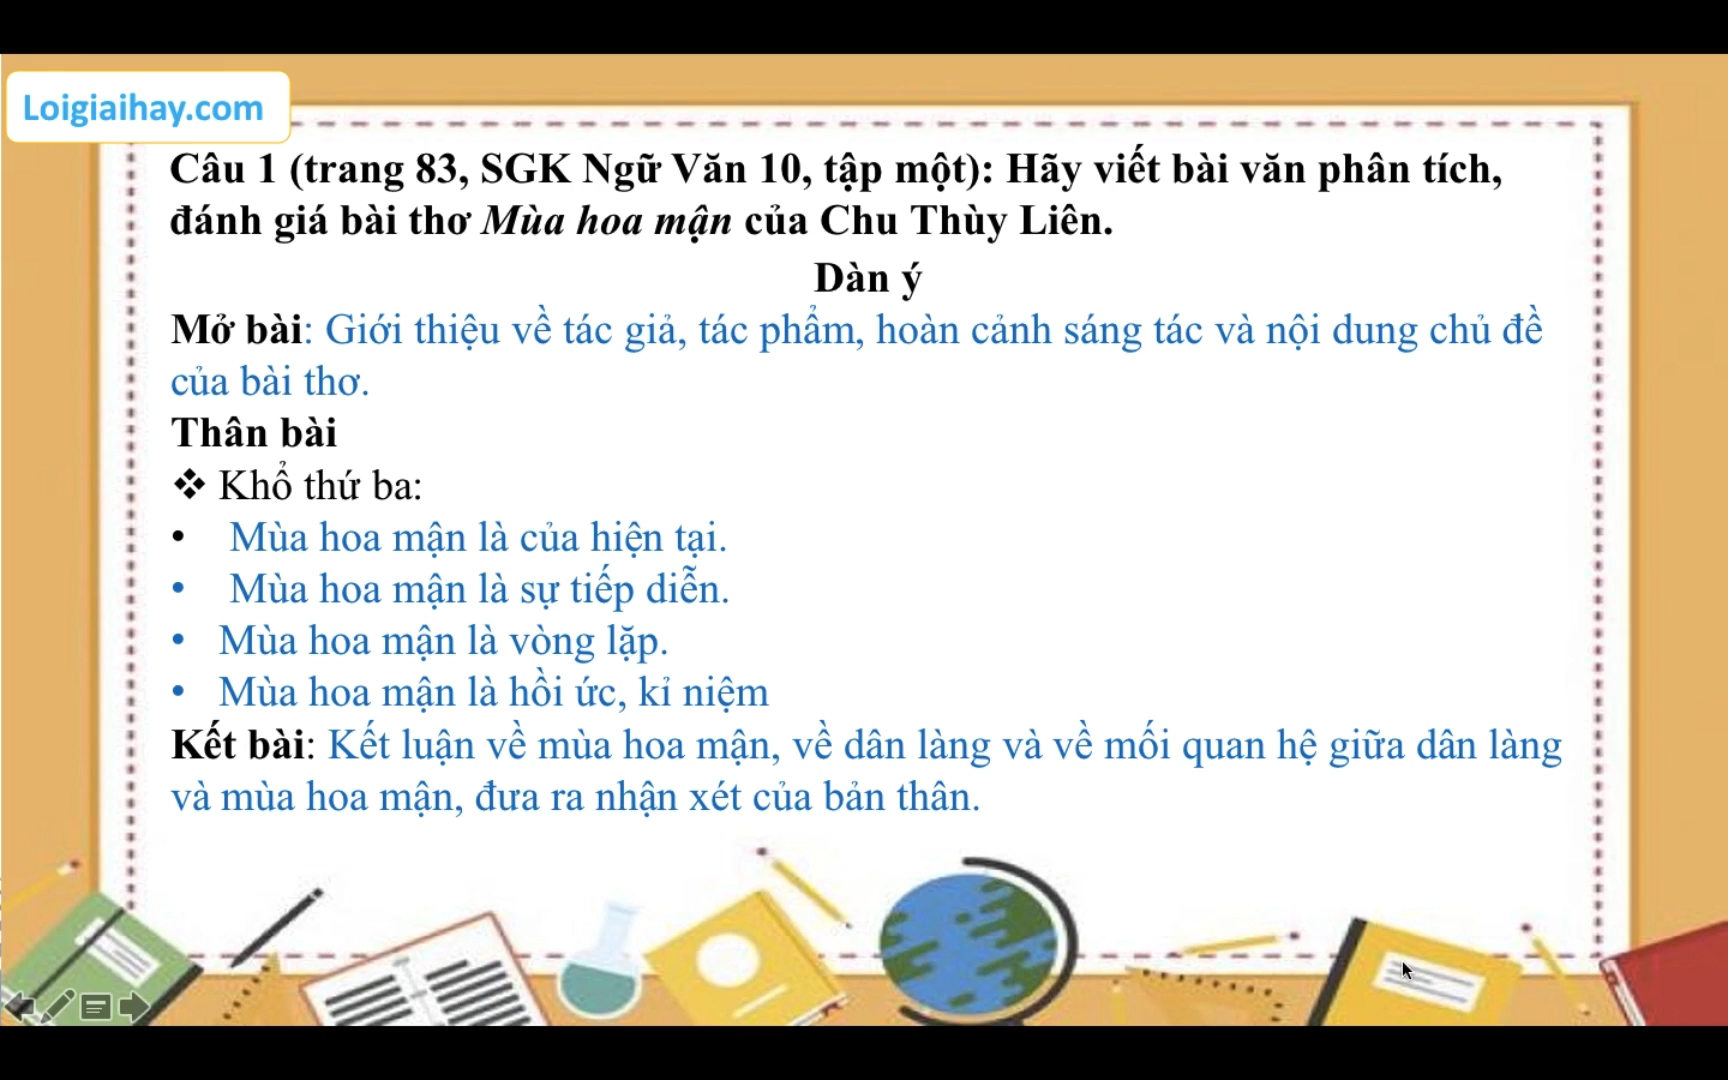 Loigiaihay.com
Câu 1 (trang 83, SGK Ngữ Văn 10, tập một): Hãy viết bài văn phân tích,
đánh giá bài thơ Mùa hoa mận của Chu Thùy Liên.
Dàn ý
Mở bài: Giới thiệu về tác giả, tác phẩm, hoàn cảnh sáng tác và nội dung chủ đề
của bài thơ.
Thân bài
❖ Khổ thứ ba:
• Mùa hoa mận là của hiện tại.
• Mùa hoa mận là sự tiếp diễn.
• Mùa hoa mận là vòng lặp.
• Mùa hoa mận là hồi ức, kỉ niệm
Kết bài: Kết luận về mùa hoa mận, về dân làng và về mối quan hệ giữa dân làng
và mùa hoa mận, đưa ra nhận xét của bản thân.